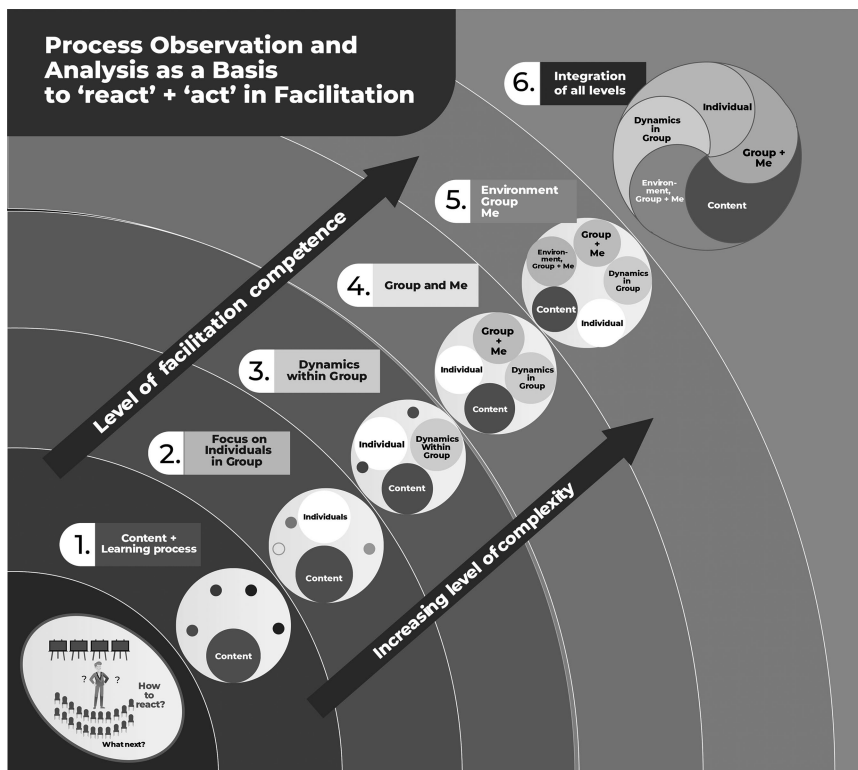 Process Observation and
Analysis as a Basis
to ‘react’ + ‘act’ in Facilitation
6.
Integration
of all levels
Individual
Dynamics
in
Group
Group +
Me
Environ-
ment,
Group + Me
Content
5.
Environment
Group
Me
Group
+
Me
Environ-
ment,
Group + Me
Dynamics
in
Group
Content
Individual
4.
Group and Me
Group
+
Me
Individual
Dynamics
in
Group
Content
Level of facilitation competence
3.
Dynamics
within Group
Individual
Dynamics
Within
Group
Content
2.
Focus on
Individuals
in Group
Individuals
Content
Increasing level of complexity
1.
Content +
Learning process
Content
? ?
How
to
react?
What next?